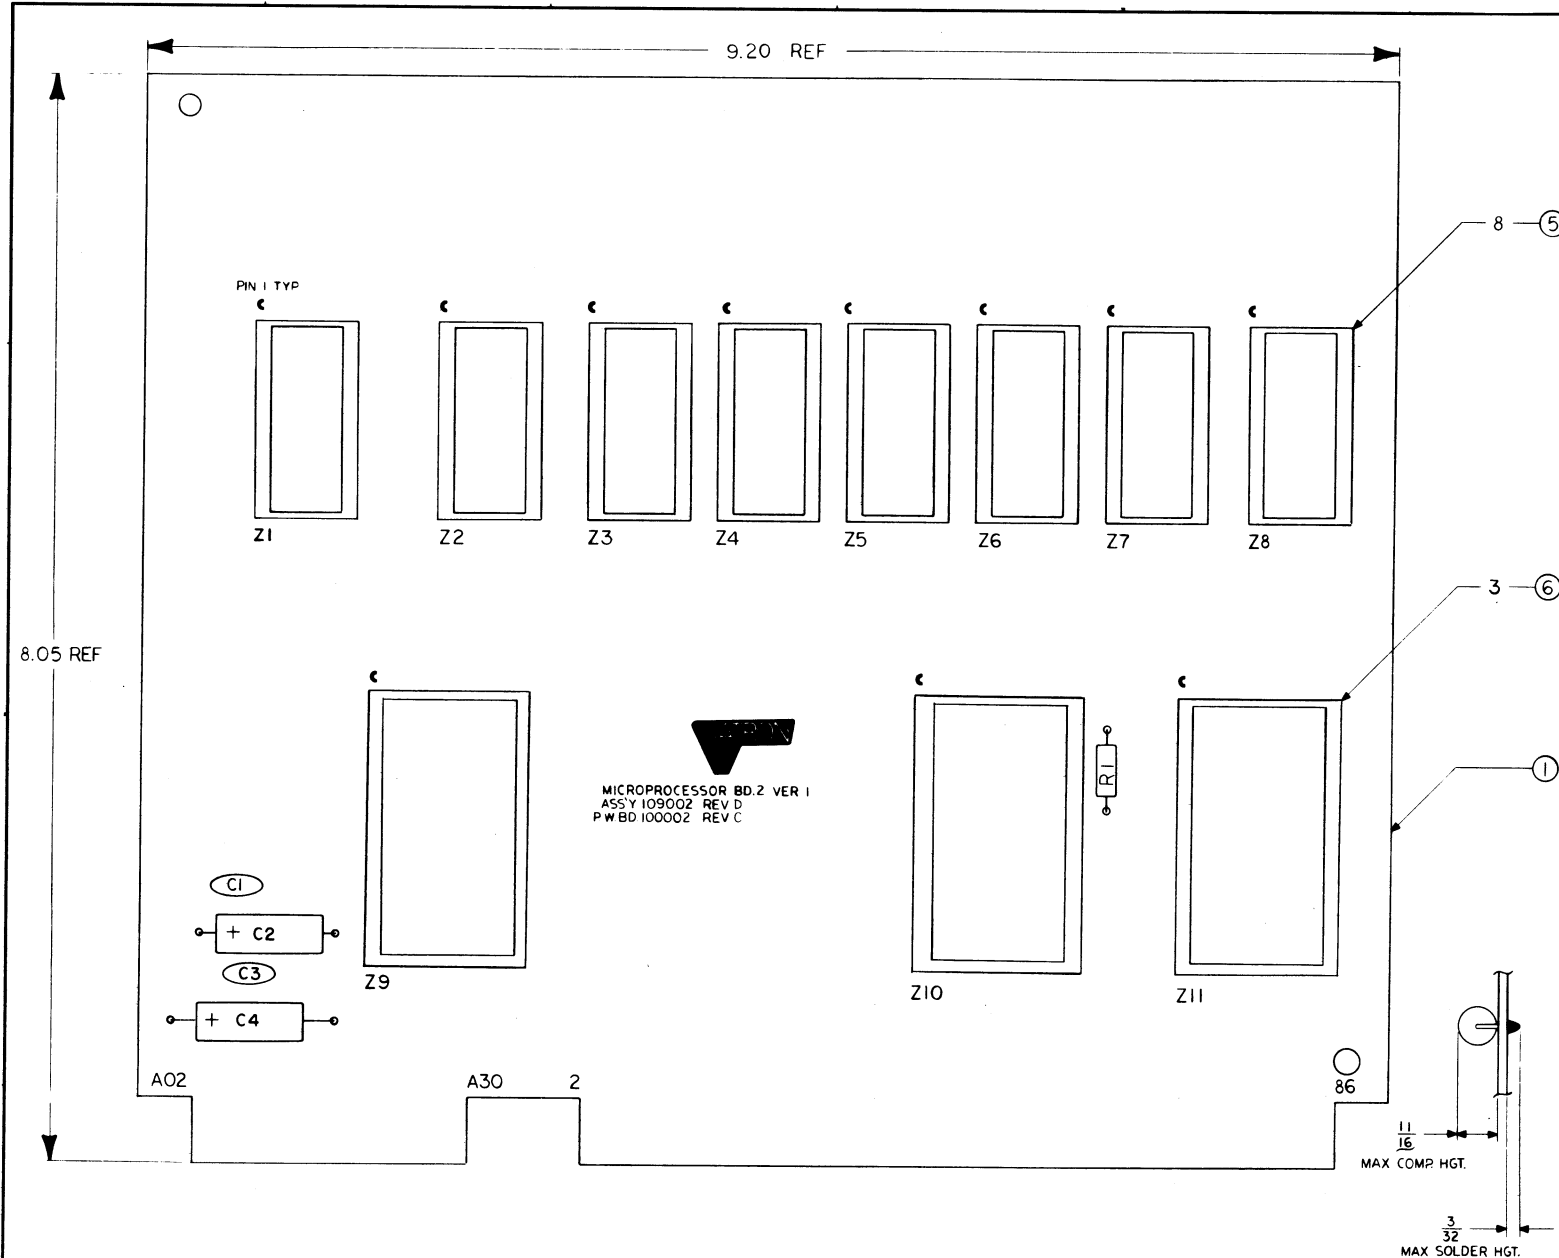 9.20 REF
8 5
PIN 1 TYP
Z1 Z2 Z3 Z4 Z5 Z6 Z7 Z8
3 6
8.05 REF
1
R1
MICROPROCESSOR BD.2 VER 1
ASS'Y 109002 REV D
P.W.BD 100002 REV C
C1
+ C2
C3
Z9 Z10 Z11
+ C4
A02 A30 2 86
11
16
MAX COMP. HGT.
3
32
MAX SOLDER HGT.